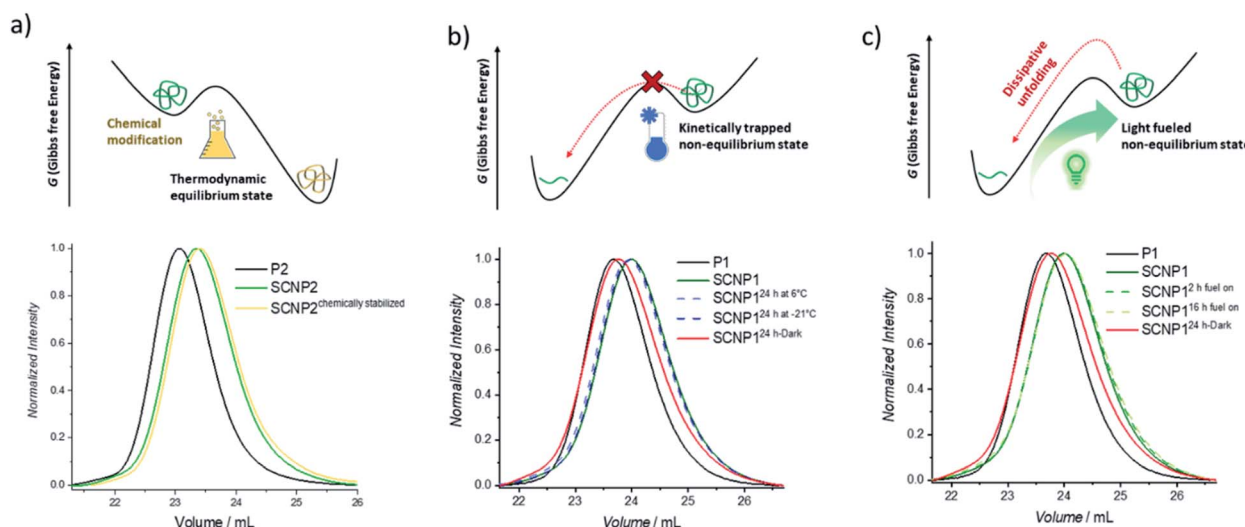 a)
G (Gibbs free Energy)
Chemical
modification
Thermodynamic
equilibrium state
1.0
0.8
0.6
0.4
0.2
0.0
Normalized Intensity
P2
SCNP2
SCNP2chemically stabilized
22 23 24 25 26
Volume / mL
b)
G (Gibbs free Energy)
Kinetically trapped
non-equilibrium state
1.0
0.8
0.6
0.4
0.2
0.0
Normalized Intensity
P1
SCNP1
SCNP124 h at 6°C
SCNP124 h at -21°C
SCNP124 h-Dark
22 23 24 25 26
Volume / mL
c)
G (Gibbs free Energy)
Dissipative
unfolding
Light fueled
non-equilibrium state
1.0
0.8
0.6
0.4
0.2
0.0
Normalized Intensity
P1
SCNP1
SCNP12 h fuel on
SCNP116 h fuel on
SCNP124 h-Dark
22 23 24 25 26
Volume / mL